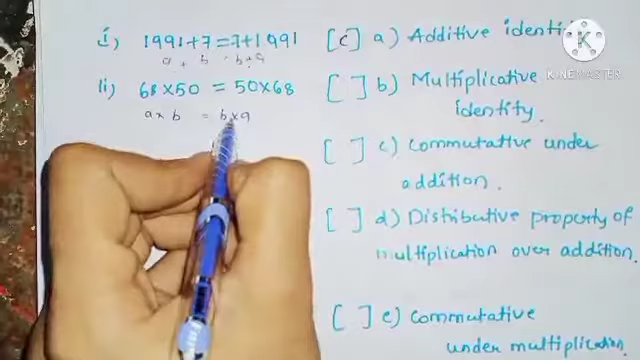 i) 1991+7=7+1991 [c] a) Additive identi
a + b = b+a
ii) 68×50 = 50×68 [ ] b) Multiplicative
identity.
a×b = b×a
[ ] c) Commutative under
addition.
[ ] d) Distributive property of
multiplication over addition.
[ ] e) Commutative
under multiplication.
K
KINEMASTER